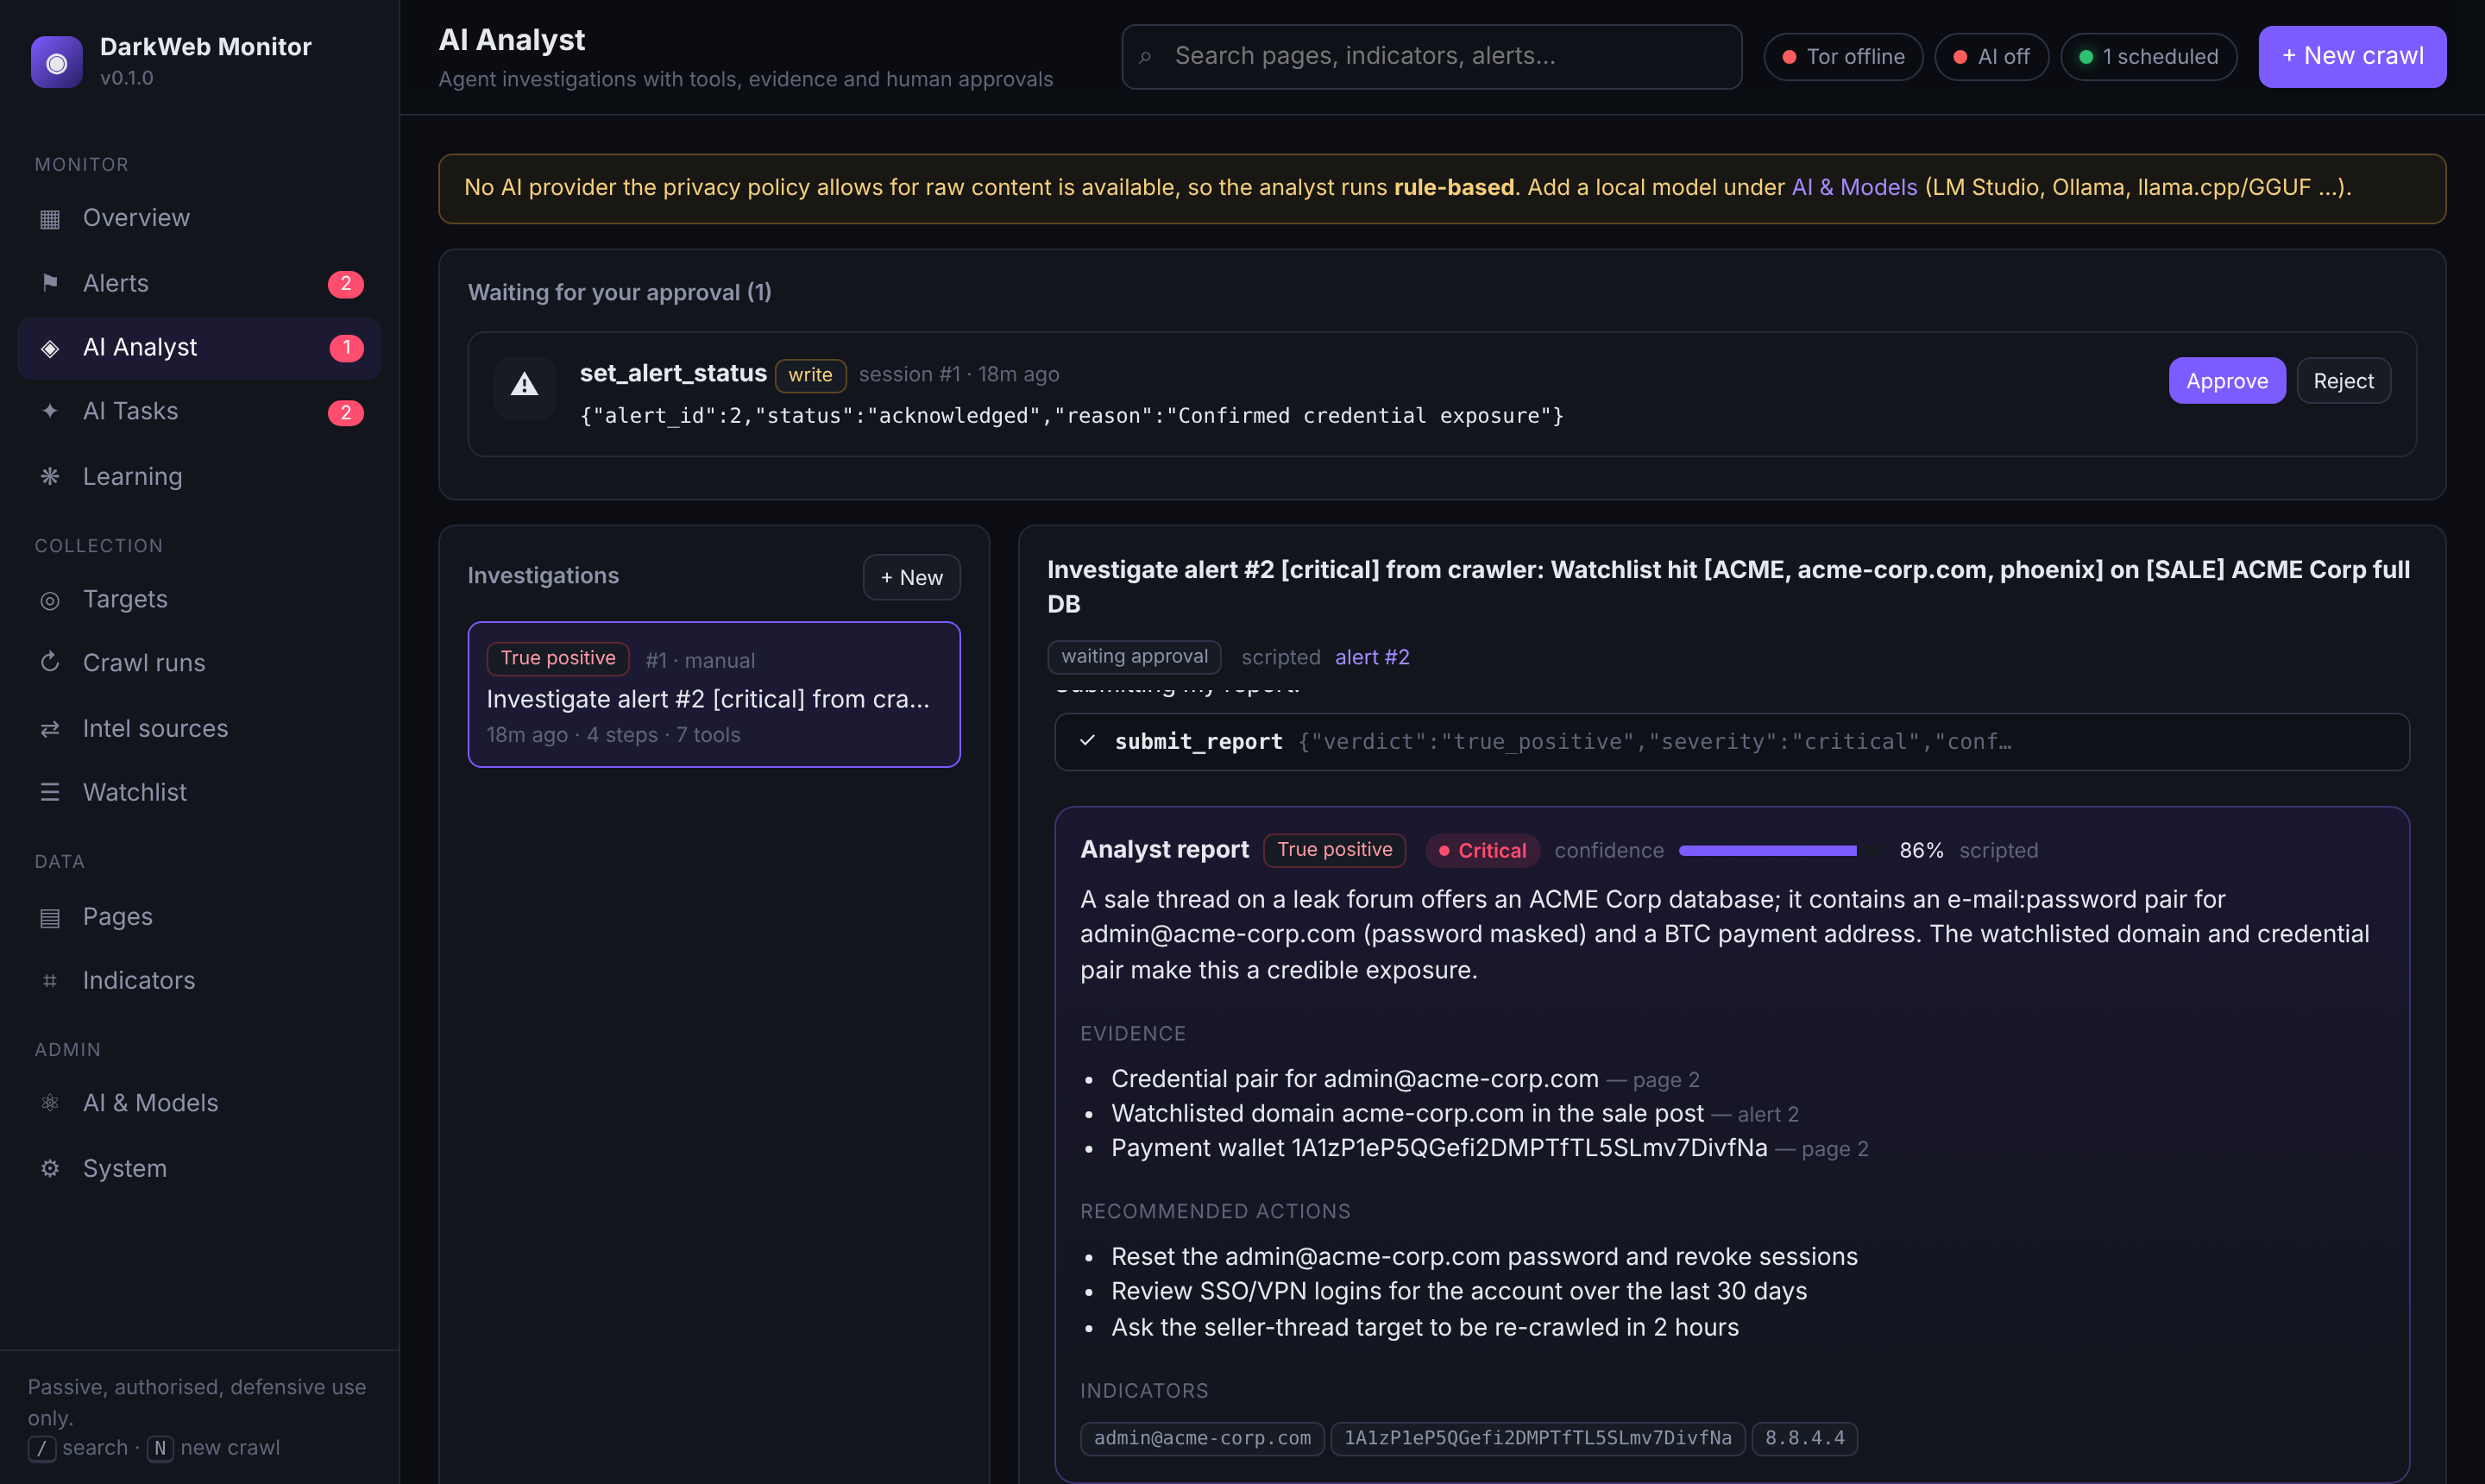 DarkWeb Monitor
v0.1.0
MONITOR
Overview
Alerts 2
AI Analyst 1
AI Tasks 2
Learning
COLLECTION
Targets
Crawl runs
Intel sources
Watchlist
DATA
Pages
Indicators
ADMIN
AI & Models
System
Passive, authorised, defensive use
only.
/ search · N new crawl
AI Analyst
Agent investigations with tools, evidence and human approvals
Search pages, indicators, alerts...
Tor offline
AI off
1 scheduled
+ New crawl
No AI provider the privacy policy allows for raw content is available, so the analyst runs rule-based. Add a local model under AI & Models (LM Studio, Ollama, llama.cpp/GGUF ...).
Waiting for your approval (1)
set_alert_status write session #1 · 18m ago
{"alert_id":2,"status":"acknowledged","reason":"Confirmed credential exposure"}
Approve
Reject
Investigations
+ New
True positive #1 · manual
Investigate alert #2 [critical] from cra...
18m ago · 4 steps · 7 tools
Investigate alert #2 [critical] from crawler: Watchlist hit [ACME, acme-corp.com, phoenix] on [SALE] ACME Corp full
DB
waiting approval scripted alert #2
Submitting my report.
✓ submit_report {"verdict":"true_positive","severity":"critical","conf…
Analyst report True positive Critical confidence 86% scripted
A sale thread on a leak forum offers an ACME Corp database; it contains an e-mail:password pair for
admin@acme-corp.com (password masked) and a BTC payment address. The watchlisted domain and credential
pair make this a credible exposure.
EVIDENCE
• Credential pair for admin@acme-corp.com — page 2
• Watchlisted domain acme-corp.com in the sale post — alert 2
• Payment wallet 1A1zP1eP5QGefi2DMPTfTL5SLmv7DivfNa — page 2
RECOMMENDED ACTIONS
• Reset the admin@acme-corp.com password and revoke sessions
• Review SSO/VPN logins for the account over the last 30 days
• Ask the seller-thread target to be re-crawled in 2 hours
INDICATORS
admin@acme-corp.com 1A1zP1eP5QGefi2DMPTfTL5SLmv7DivfNa 8.8.4.4